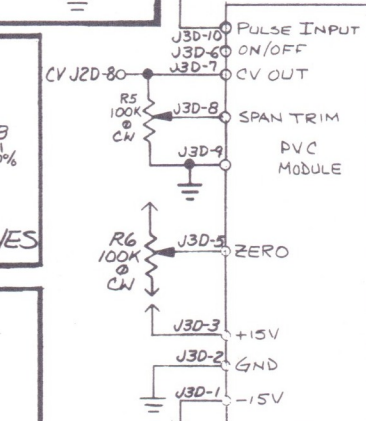 J3D-10 PULSE INPUT
J3D-6 ON/OFF
CV J2D-8 J3D-7 CV OUT
R5
100K
CW
J3D-8 SPAN TRIM
J3D-9
PVC
MODULE
R6
100K
CW
J3D-5 ZERO
J3D-3 +15V
J3D-2 GND
J3D-1 -15V